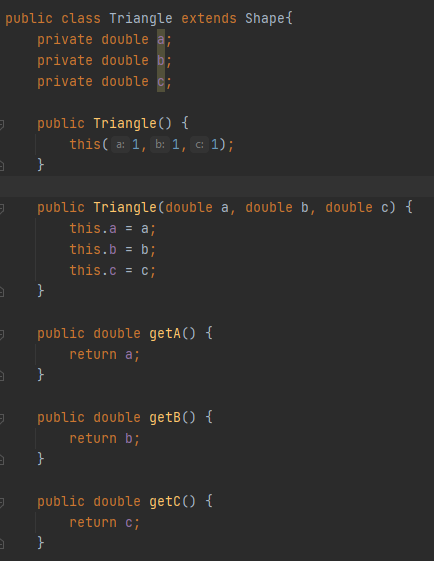 public class Triangle extends Shape{
    private double a;
    private double b;
    private double c;
    public Triangle() {
        this( a: 1, b: 1, c: 1);
    }
    public Triangle(double a, double b, double c) {
        this.a = a;
        this.b = b;
        this.c = c;
    }
    public double getA() {
        return a;
    }
    public double getB() {
        return b;
    }
    public double getC() {
        return c;
    }